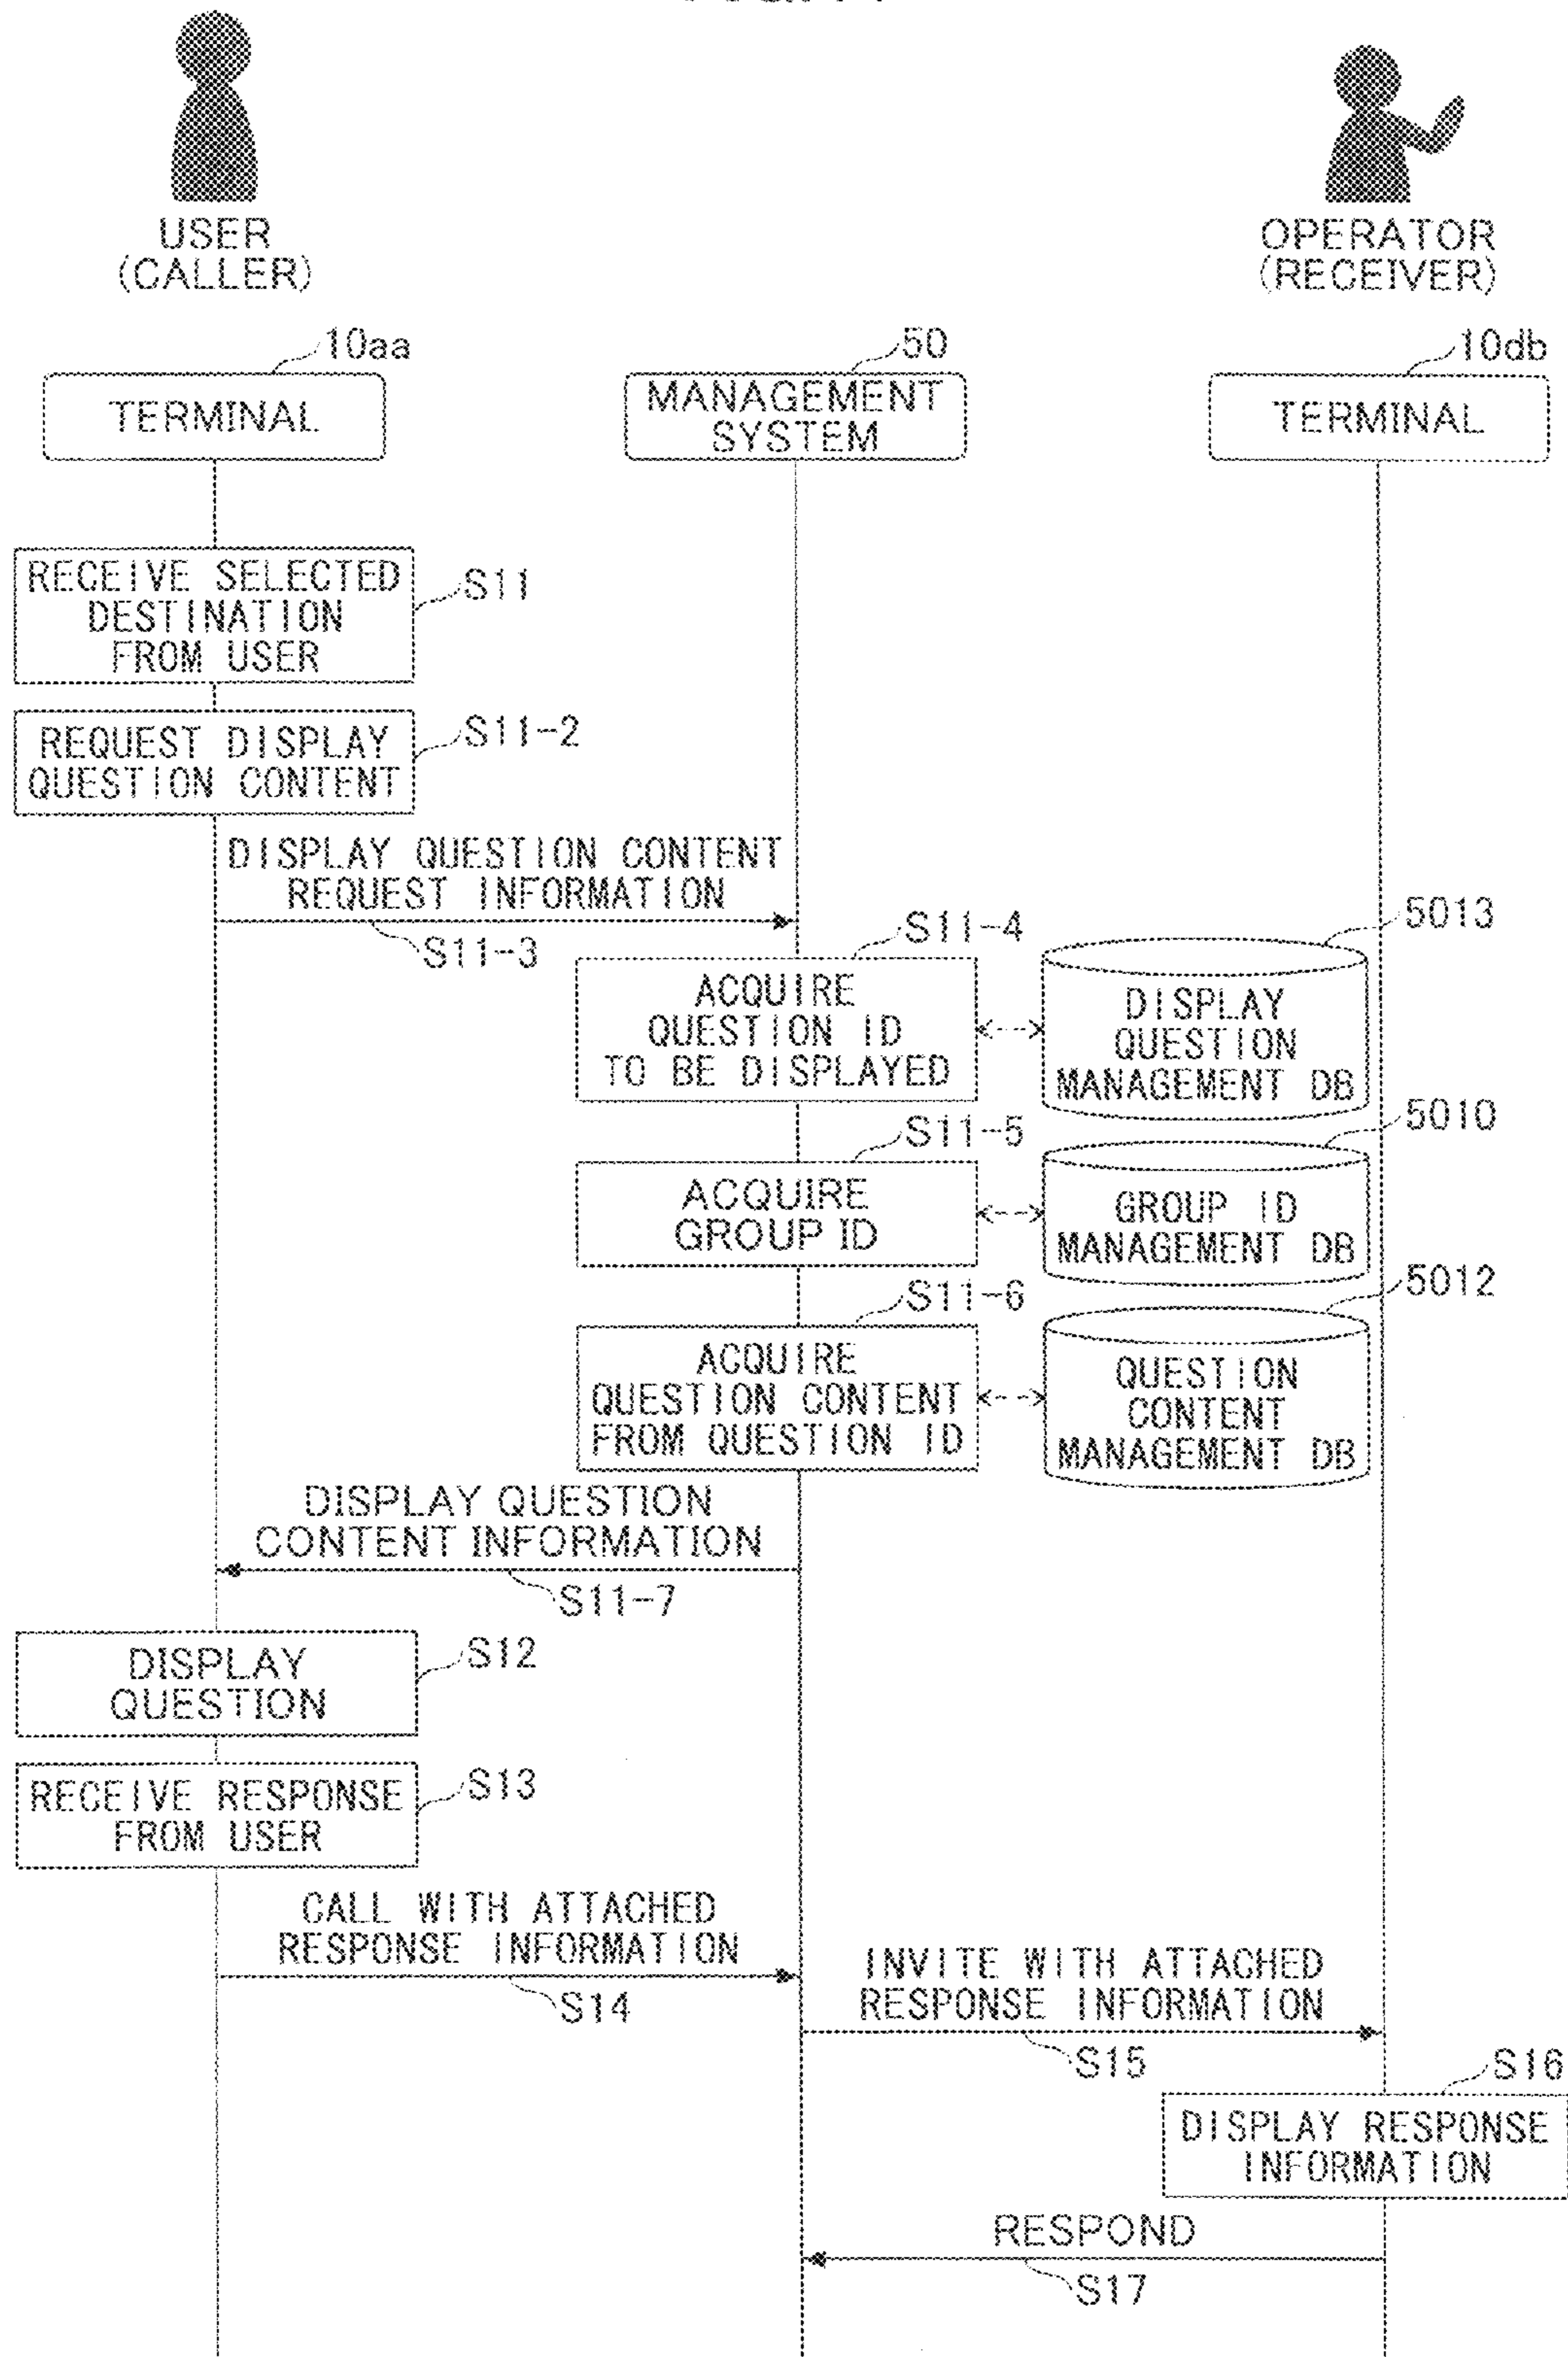 USER
(CALLER)
OPERATOR
(RECEIVER)
10aa
50
10db
TERMINAL
MANAGEMENT
SYSTEM
TERMINAL
RECEIVE SELECTED
DESTINATION
FROM USER
S11
REQUEST DISPLAY
QUESTION CONTENT
S11-2
DISPLAY QUESTION CONTENT
REQUEST INFORMATION
S11-3
S11-4
5013
ACQUIRE
QUESTION ID
TO BE DISPLAYED
DISPLAY
QUESTION
MANAGEMENT DB
S11-5
5010
ACQUIRE
GROUP ID
GROUP ID
MANAGEMENT DB
S11-6
5012
ACQUIRE
QUESTION CONTENT
FROM QUESTION ID
QUESTION
CONTENT
MANAGEMENT DB
DISPLAY QUESTION
CONTENT INFORMATION
S11-7
DISPLAY
QUESTION
S12
RECEIVE RESPONSE
FROM USER
S13
CALL WITH ATTACHED
RESPONSE INFORMATION
S14
INVITE WITH ATTACHED
RESPONSE INFORMATION
S15
S16
DISPLAY RESPONSE
INFORMATION
RESPOND
S17